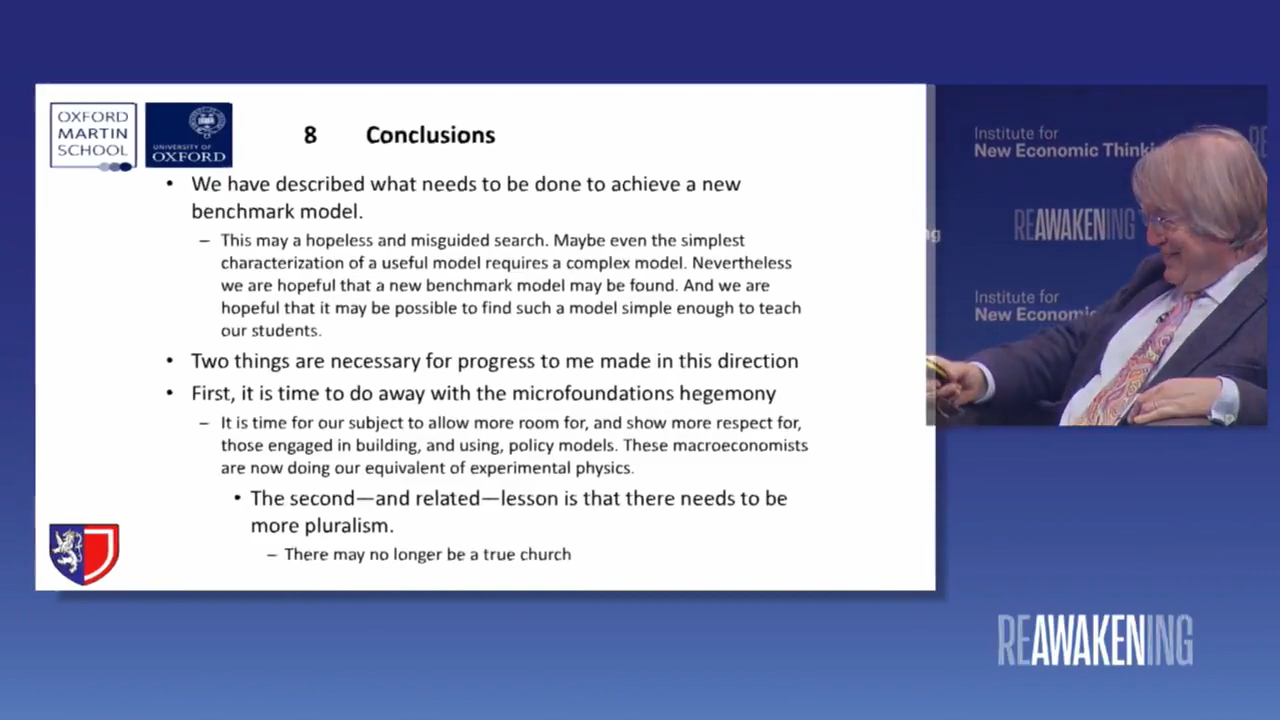 OXFORD
MARTIN
SCHOOL
UNIVERSITY OF
OXFORD
8 Conclusions
• We have described what needs to be done to achieve a new
benchmark model.
– This may a hopeless and misguided search. Maybe even the simplest
characterization of a useful model requires a complex model. Nevertheless
we are hopeful that a new benchmark model may be found. And we are
hopeful that it may be possible to find such a model simple enough to teach
our students.
• Two things are necessary for progress to me made in this direction
• First, it is time to do away with the microfoundations hegemony
– It is time for our subject to allow more room for, and show more respect for,
those engaged in building, and using, policy models. These macroeconomists
are now doing our equivalent of experimental physics.
• The second—and related—lesson is that there needs to be
more pluralism.
– There may no longer be a true church
Institute for
New Economic Thinki
RE
REAWAKENING
ng
Institute for
New Economic
REAWAKENING